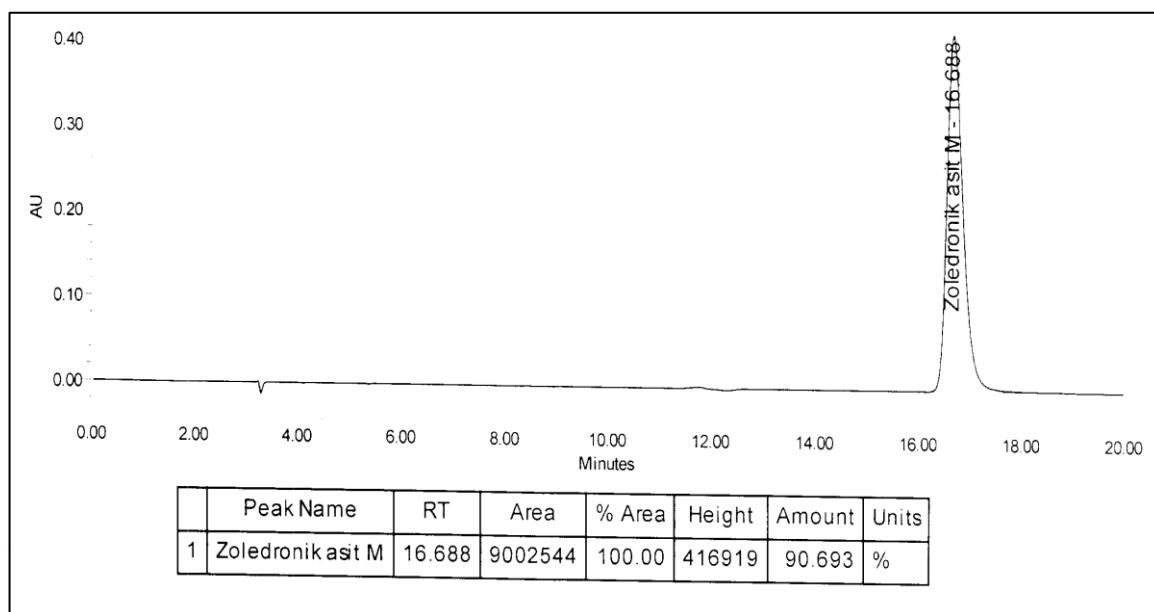 0.40
0.30
0.20
0.10
0.00
AU
Zoledronik asit M - 16.688
0.00 2.00 4.00 6.00 8.00 10.00 12.00 14.00 16.00 18.00 20.00
Minutes
Peak Name RT Area % Area Height Amount Units
1 Zoledronik asit M 16.688 9002544 100.00 416919 90.693 %